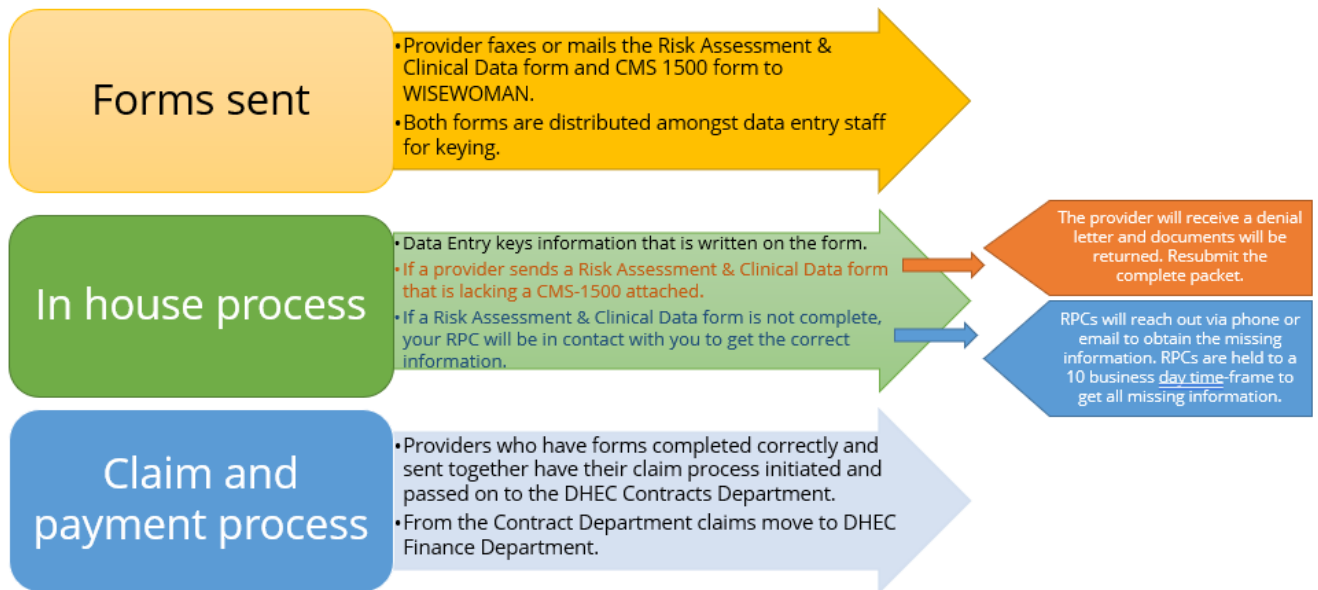 Forms sent
•Provider faxes or mails the Risk Assessment &
Clinical Data form and CMS 1500 form to
WISEWOMAN.
•Both forms are distributed amongst data entry staff
for keying.
In house process
•Data Entry keys information that is written on the form.
•If a provider sends a Risk Assessment & Clinical Data form
that is lacking a CMS-1500 attached.
•If a Risk Assessment & Clinical Data form is not complete,
your RPC will be in contact with you to get the correct
information.
The provider will receive a denial
letter and documents will be
returned. Resubmit the
complete packet.
RPCs will reach out via phone or
email to obtain the missing
information. RPCs are held to a
10 business day time-frame to
get all missing information.
Claim and
payment process
•Providers who have forms completed correctly and
sent together have their claim process initiated and
passed on to the DHEC Contracts Department.
•From the Contract Department claims move to DHEC
Finance Department.